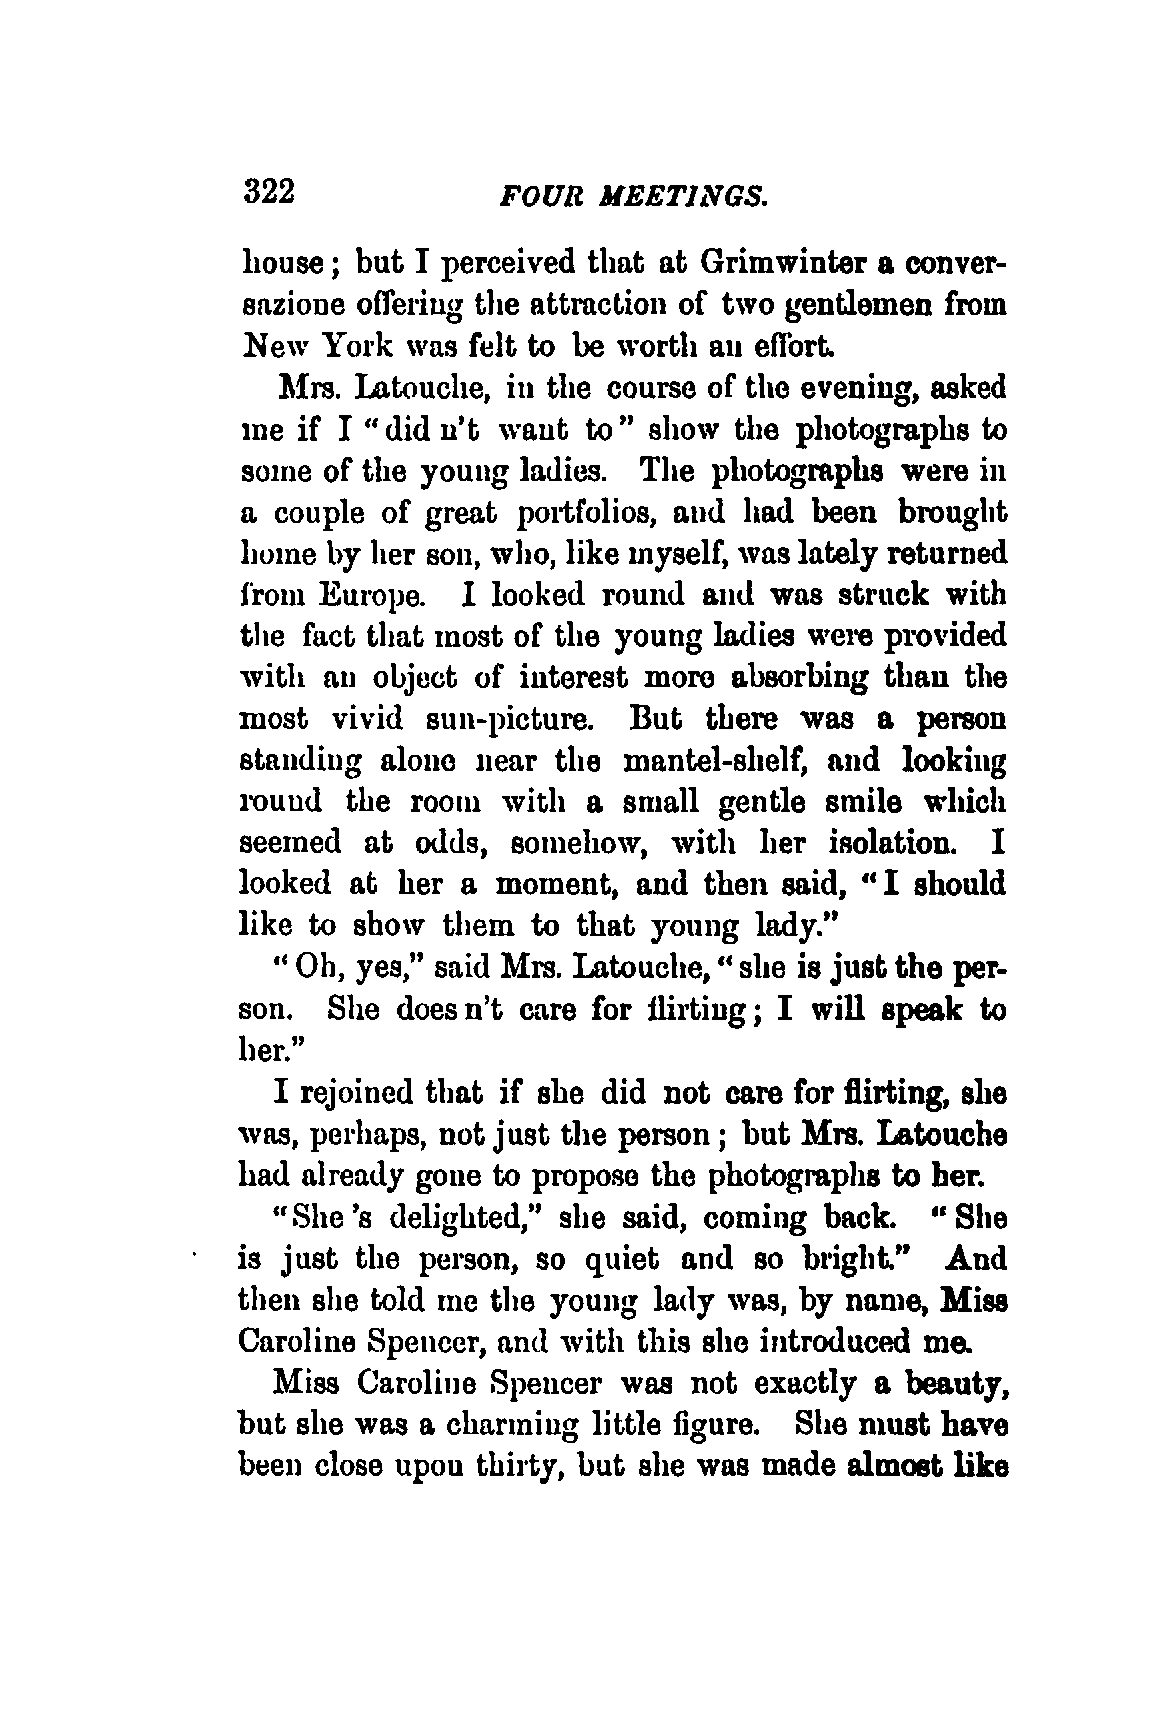 322 FOUR MEETINGS.
house; but I perceived that at Grimwinter a conver-
sazione offering the attraction of two gentlemen from
New York was felt to be worth an effort.
Mrs. Latouche, in the course of the evening, asked
me if I "did n't want to" show the photographs to
some of the young ladies. The photographs were in
a couple of great portfolios, and had been brought
home by her son, who, like myself, was lately returned
from Europe. I looked round and was struck with
the fact that most of the young ladies were provided
with an object of interest more absorbing than the
most vivid sun-picture. But there was a person
standing alone near the mantel-shelf, and looking
round the room with a small gentle smile which
seemed at odds, somehow, with her isolation. I
looked at her a moment, and then said, "I should
like to show them to that young lady."
"Oh, yes," said Mrs. Latouche, "she is just the per-
son. She does n't care for flirting; I will speak to
her."
I rejoined that if she did not care for flirting, she
was, perhaps, not just the person; but Mrs. Latouche
had already gone to propose the photographs to her.
"She 's delighted," she said, coming back. "She
is just the person, so quiet and so bright." And
then she told me the young lady was, by name, Miss
Caroline Spencer, and with this she introduced me.
Miss Caroline Spencer was not exactly a beauty,
but she was a charming little figure. She must have
been close upon thirty, but she was made almost like